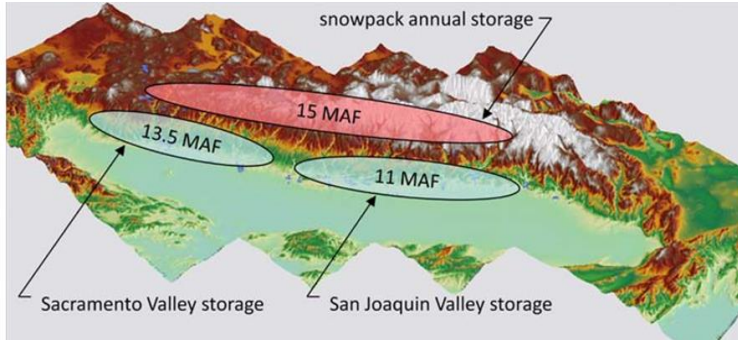 snowpack annual storage
15 MAF
13.5 MAF
11 MAF
Sacramento Valley storage
San Joaquin Valley storage